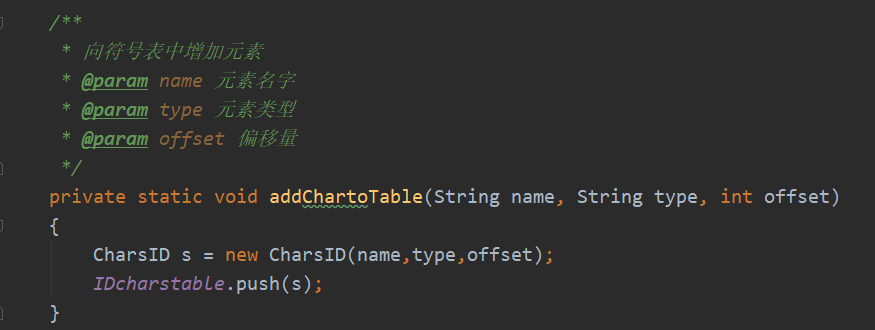 /**
* 向符号表中增加元素
* @param name 元素名字
* @param type 元素类型
* @param offset 偏移量
*/
private static void addChartoTable(String name, String type, int offset)
{
CharsID s = new CharsID(name,type,offset);
IDcharstable.push(s);
}